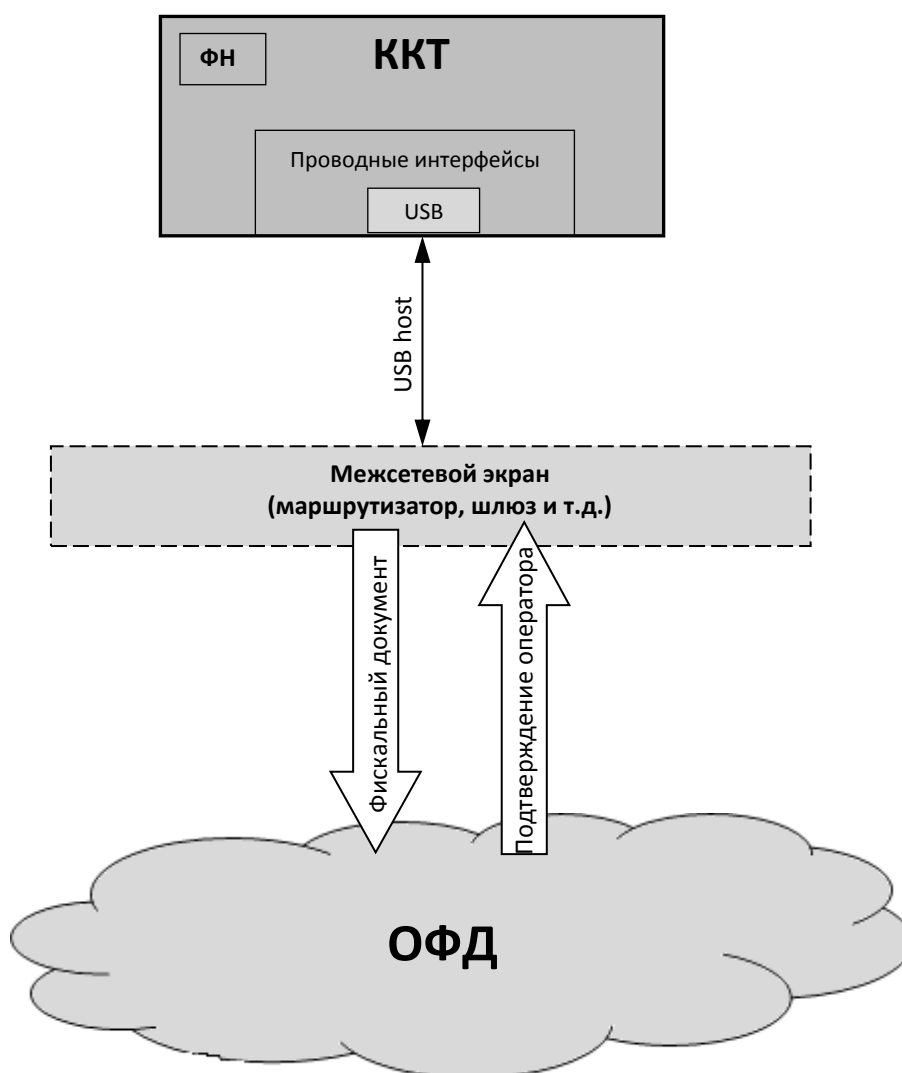 ФН
ККТ
Проводные интерфейсы
USB
USB host
Межсетевой экран
(маршрутизатор, шлюз и т.д.)
Фискальный документ
Подтверждение оператора
ОФД